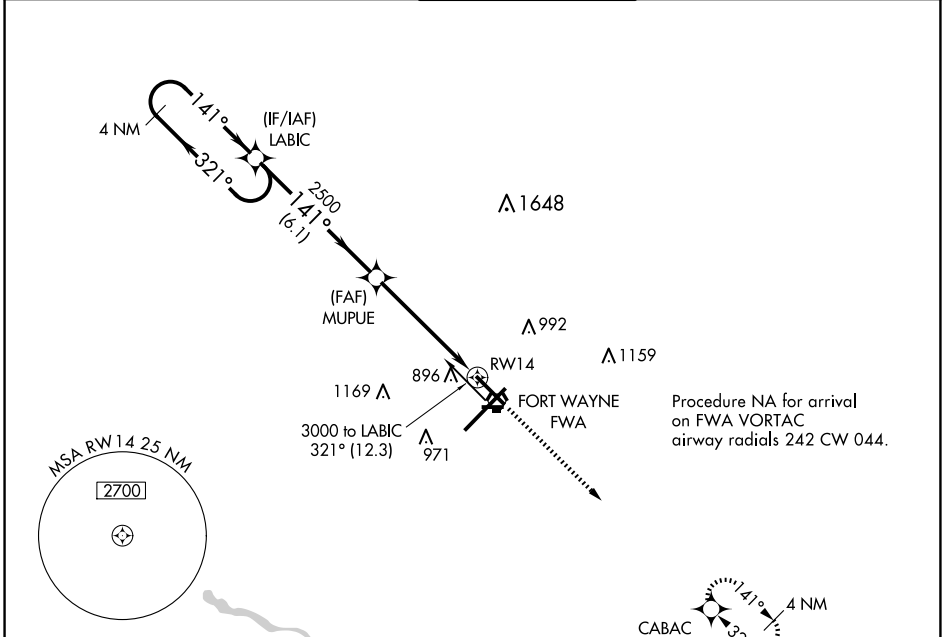 4 NM
141°
321°
(IF/IAF)
LABIC
2500
141°
(6.1)
1648
(FAF)
MUPUE
992
1159
RW14
896
1169
FORT WAYNE
FWA
3000 to LABIC
321° (12.3)
971
Procedure NA for arrival
on FWA VORTAC
airway radials 242 CW 044.
MSA RW14 25 NM
2700
141°
4 NM
CABAC